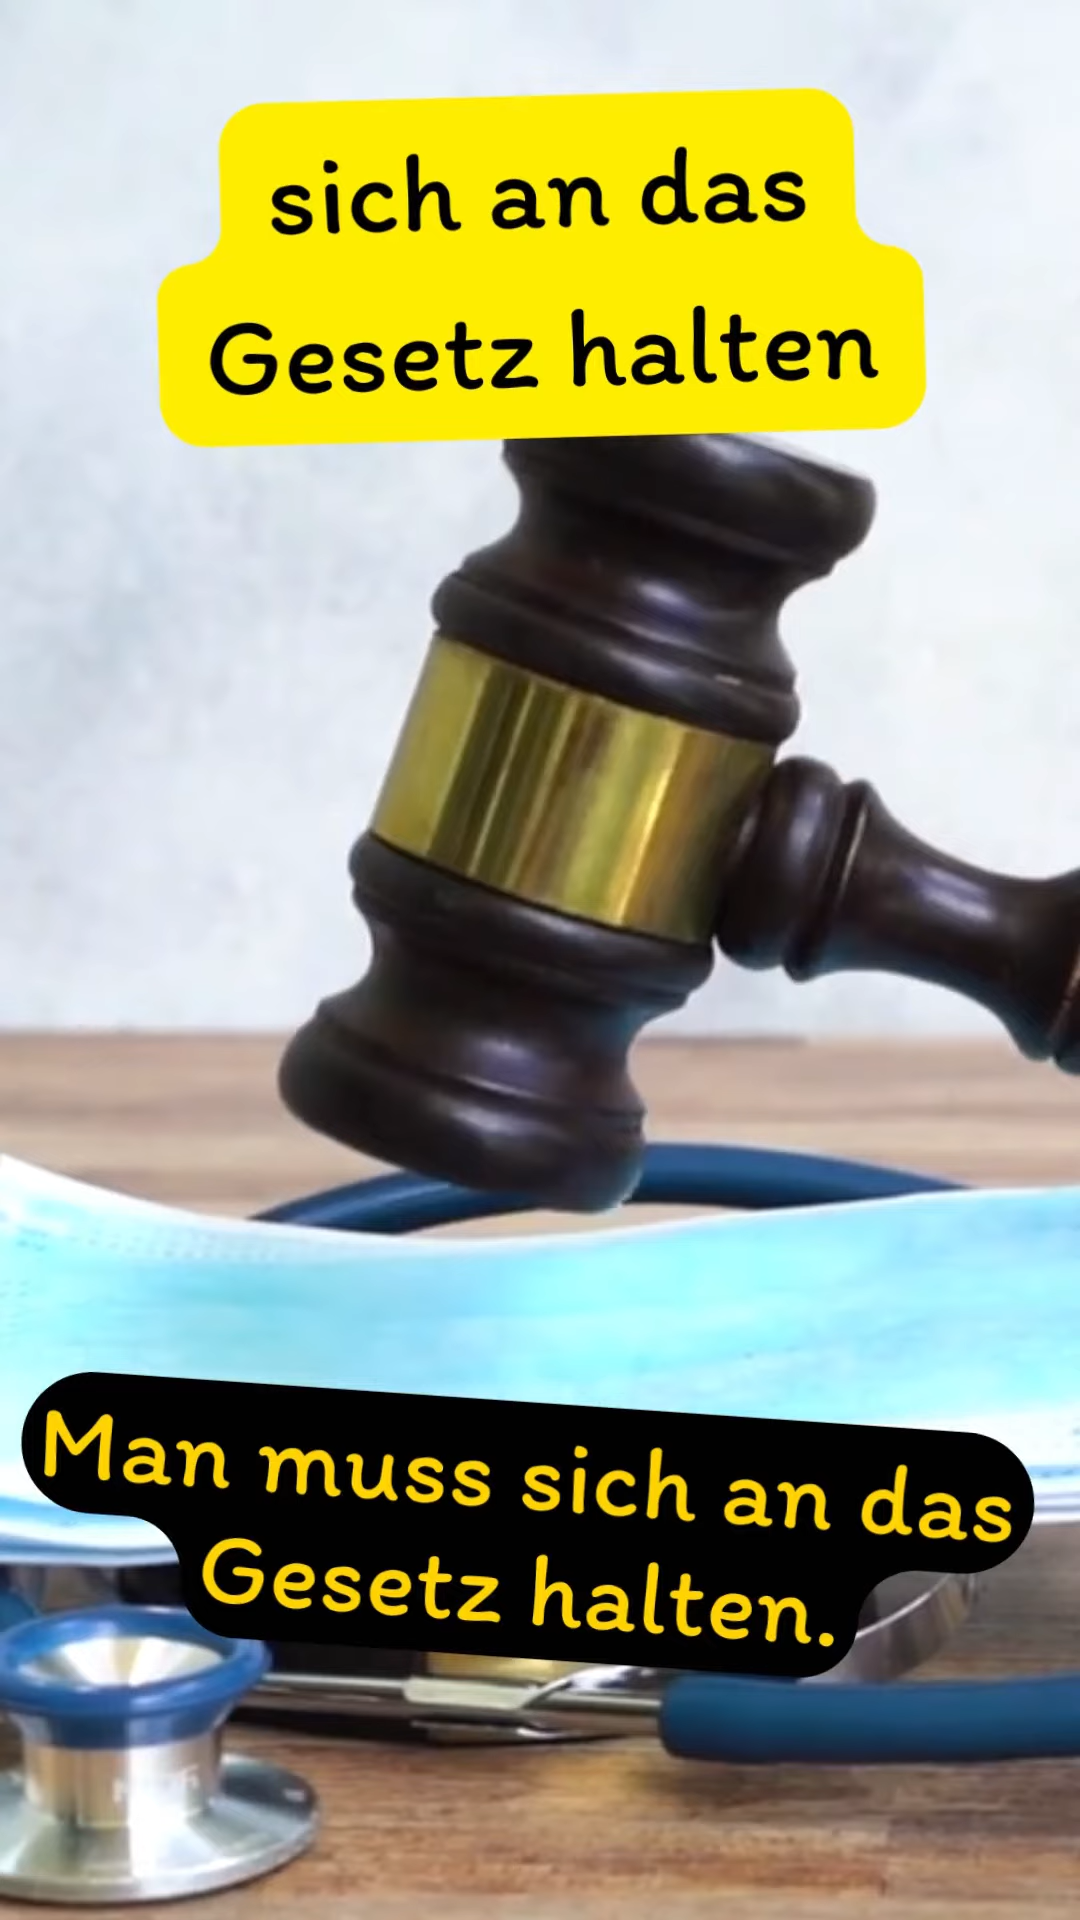 sich an das
Gesetz halten
Man muss sich an das
Gesetz halten.